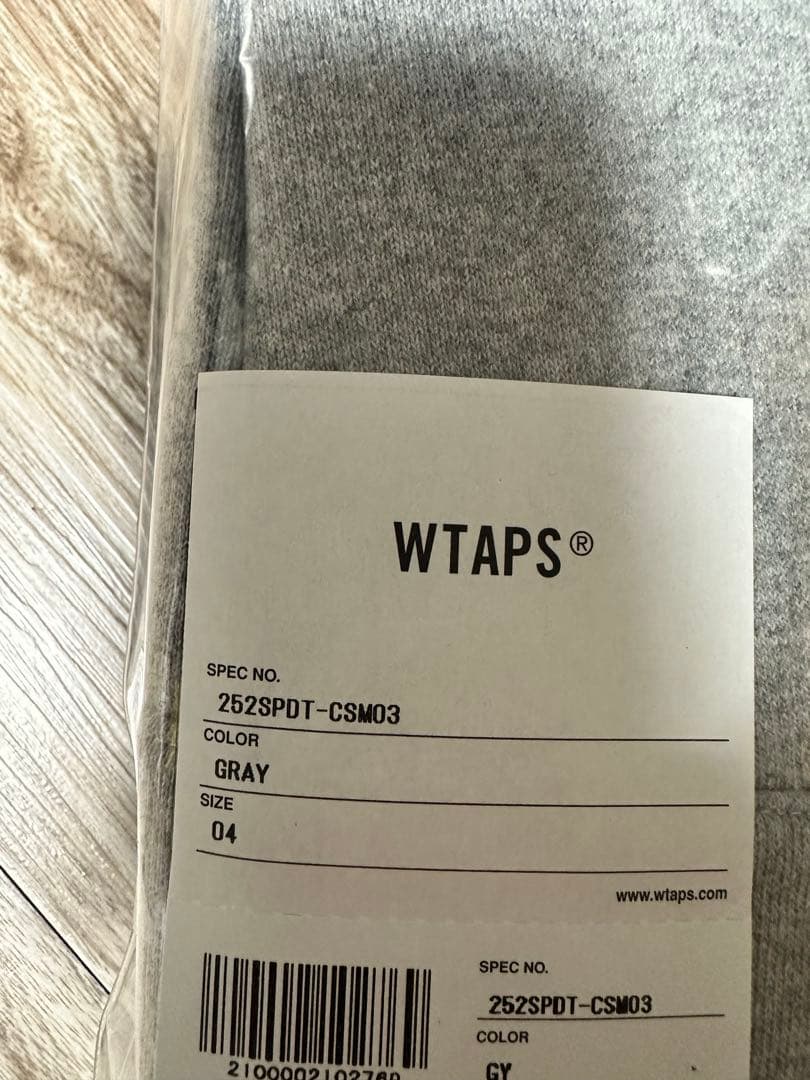 WTAPS®
SPEC NO.
252SPDT-CSM03
COLOR
GRAY
SIZE
04
www.wtaps.com
SPEC NO.
252SPDT-CSM03
COLOR
GY